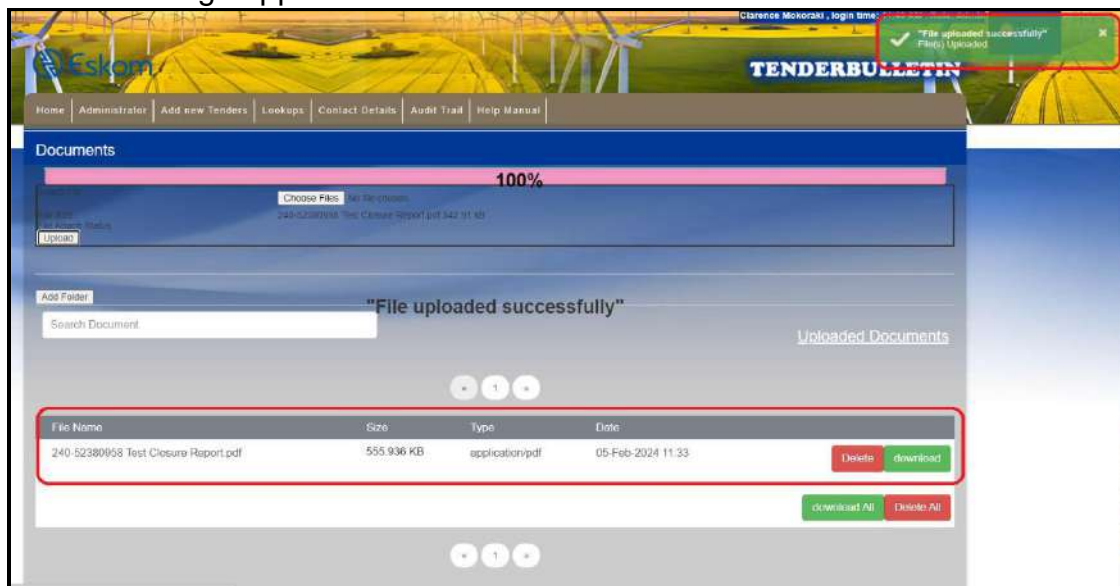 Clarence Mokoraki , login time:
"File uploaded successfully"
File(s) Uploaded
Eskom
TENDERBULLETIN
Home Administrator Add new Tenders Lookups Contact Details Audit Trail Help Manual
Documents
100%
Choose Files No file chosen
240-52380958 Test Closure Report.pdf
Upload
Add Folder
"File uploaded successfully"
Search Document
Uploaded Documents
« 1 »
File Name Size Type Date
240-52380958 Test Closure Report.pdf 555.936 KB application/pdf 05-Feb-2024 11:33 Delete download
download All Delete All
« 1 »